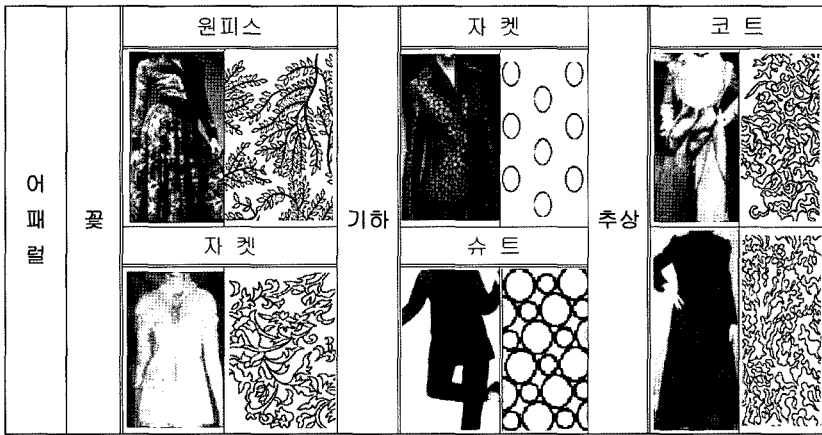 원피스
자 켓
코 트
어
패
럴
꽃
기하
추상
자 켓
슈 트